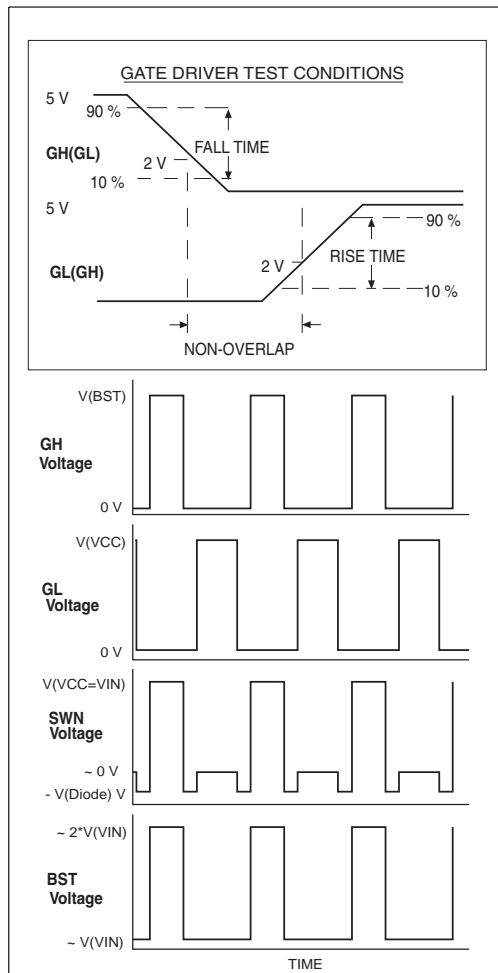 GATE DRIVER TEST CONDITIONS
5 V
90 %
FALL TIME
GH(GL)
2 V
10 %
5 V
90 %
2 V
RISE TIME
GL(GH)
10 %
NON-OVERLAP
V(BST)
GH
Voltage
0 V
V(VCC)
GL
Voltage
0 V
V(VCC=VIN)
SWN
Voltage
~ 0 V
- V(Diode) V
~ 2*V(VIN)
BST
Voltage
~ V(VIN)
TIME